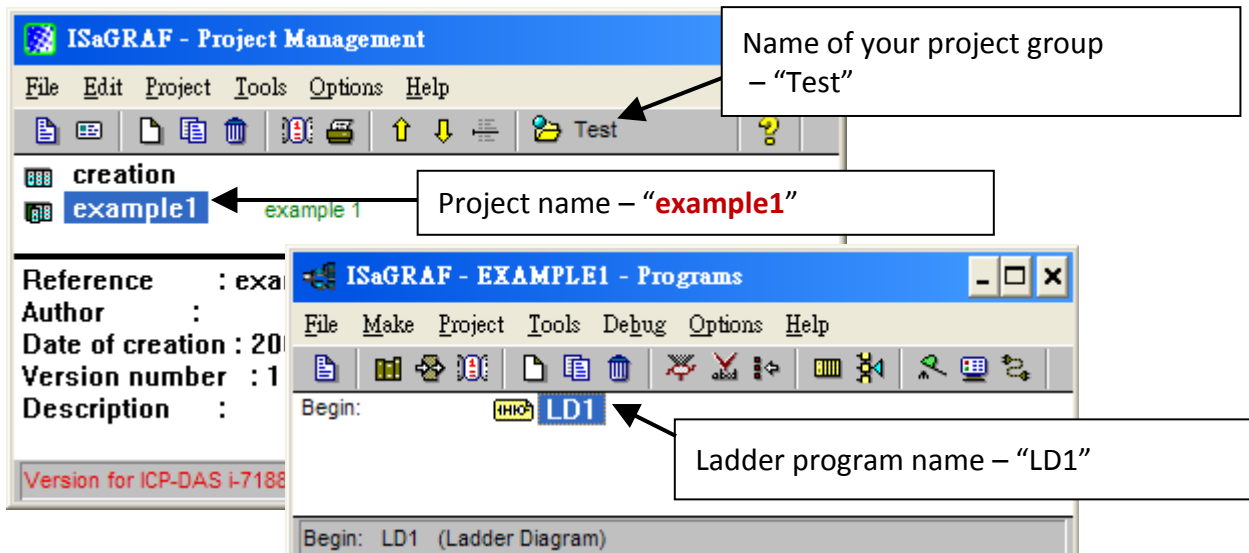 ISaGRAF - Project Management
File Edit Project Tools Options Help
Test
Name of your project group
– “Test”
creation
example1 example 1
Project name – “example1”
Reference : exa
Author :
Date of creation : 20
Version number : 1
Description :
Version for ICP-DAS i-7188
ISaGRAF - EXAMPLE1 - Programs
File Make Project Tools Debug Options Help
Begin: LD1
Ladder program name – “LD1”
Begin: LD1 (Ladder Diagram)